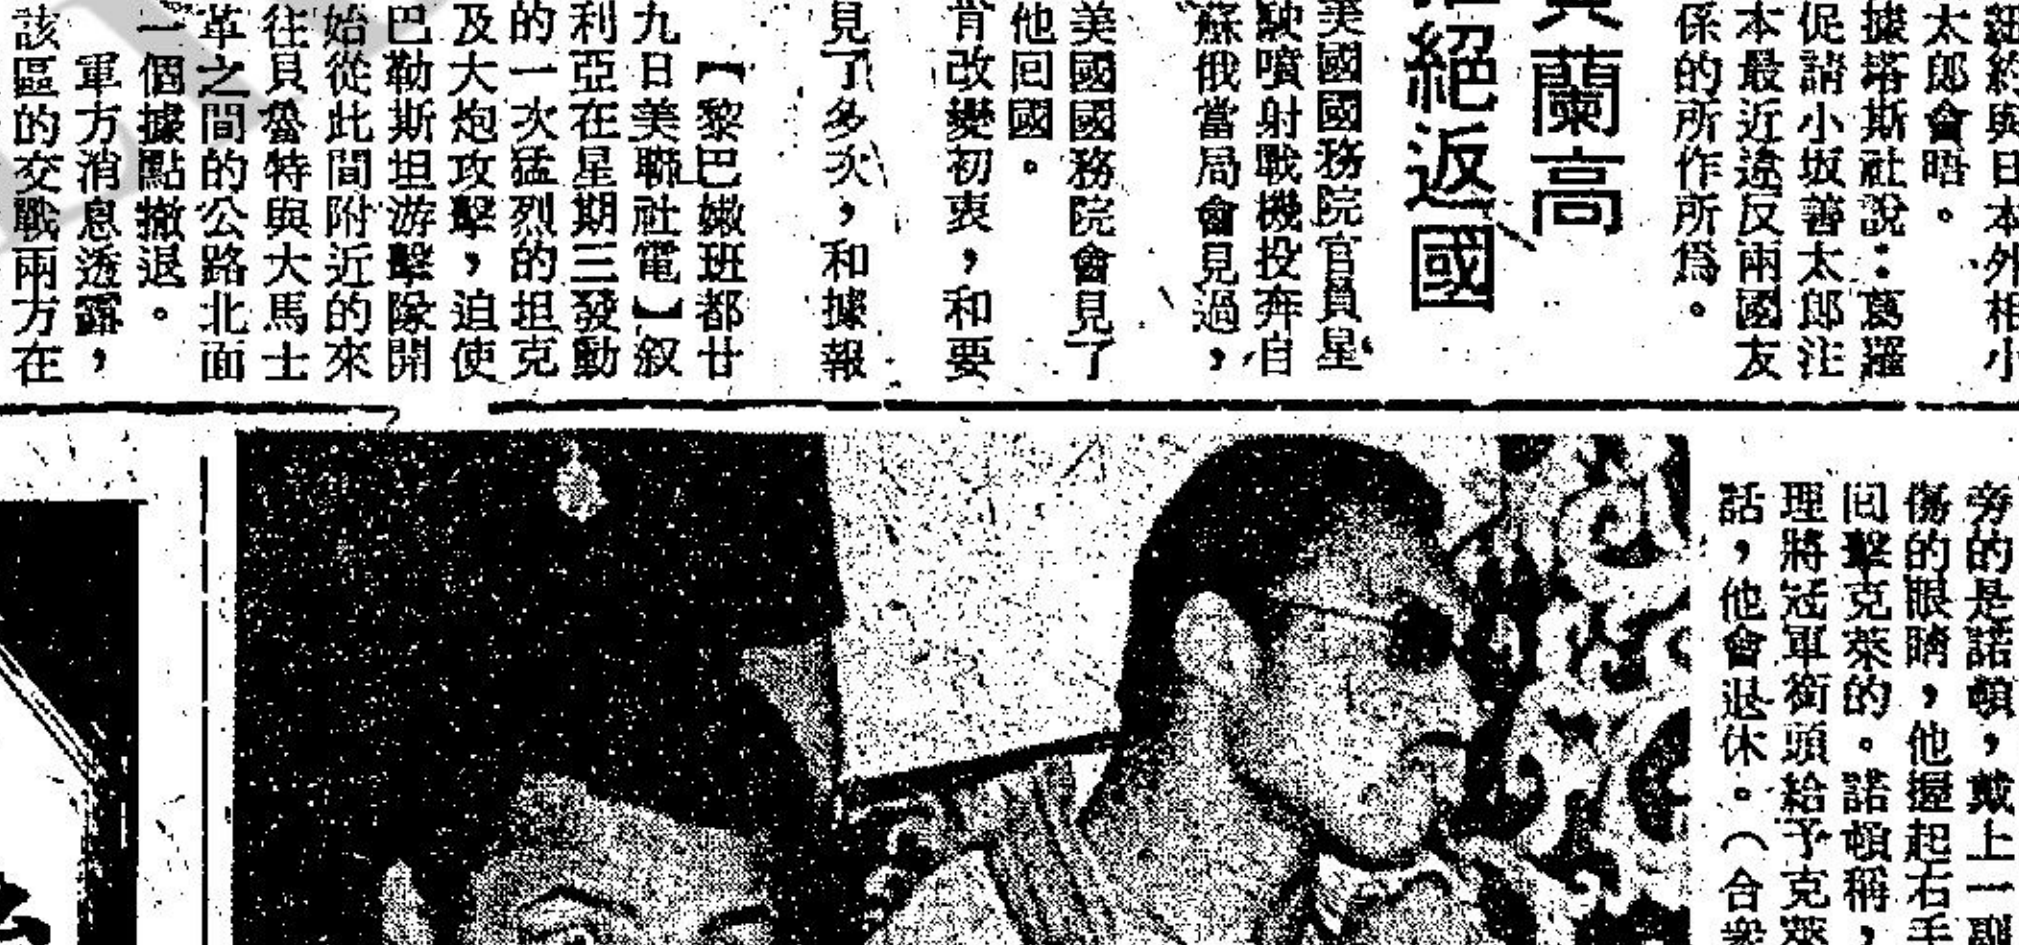 紐約與日本外相小
太郎會晤。
據塔斯社說：葛羅
促請小坂善太郎注
本最近違反兩國友
係的所作所為。
蘭高
絕返國
美國國務院官員星
駛噴射戰機投奔自
蘇俄當局會見過，
美國國務院會見了
他回國。
肯改變初衷，和要
見了多次，和據報
【黎巴嫩班都廿
九日美聯社電】叙
利亞在星期三發動
的一次猛烈的坦克
及大炮攻擊，迫使
巴勒斯坦游擊隊開
始從此間附近的來
往貝魯特與大馬士
革之間的公路北面
一個據點撤退。
軍方消息透露，
該區的交戰兩方在
旁的是諾頓，戴上一副
傷的眼睛，他握起右手
回擊克萊的。諾頓稱，
理將冠軍銜頭給予克萊
話，他會退休。（合眾